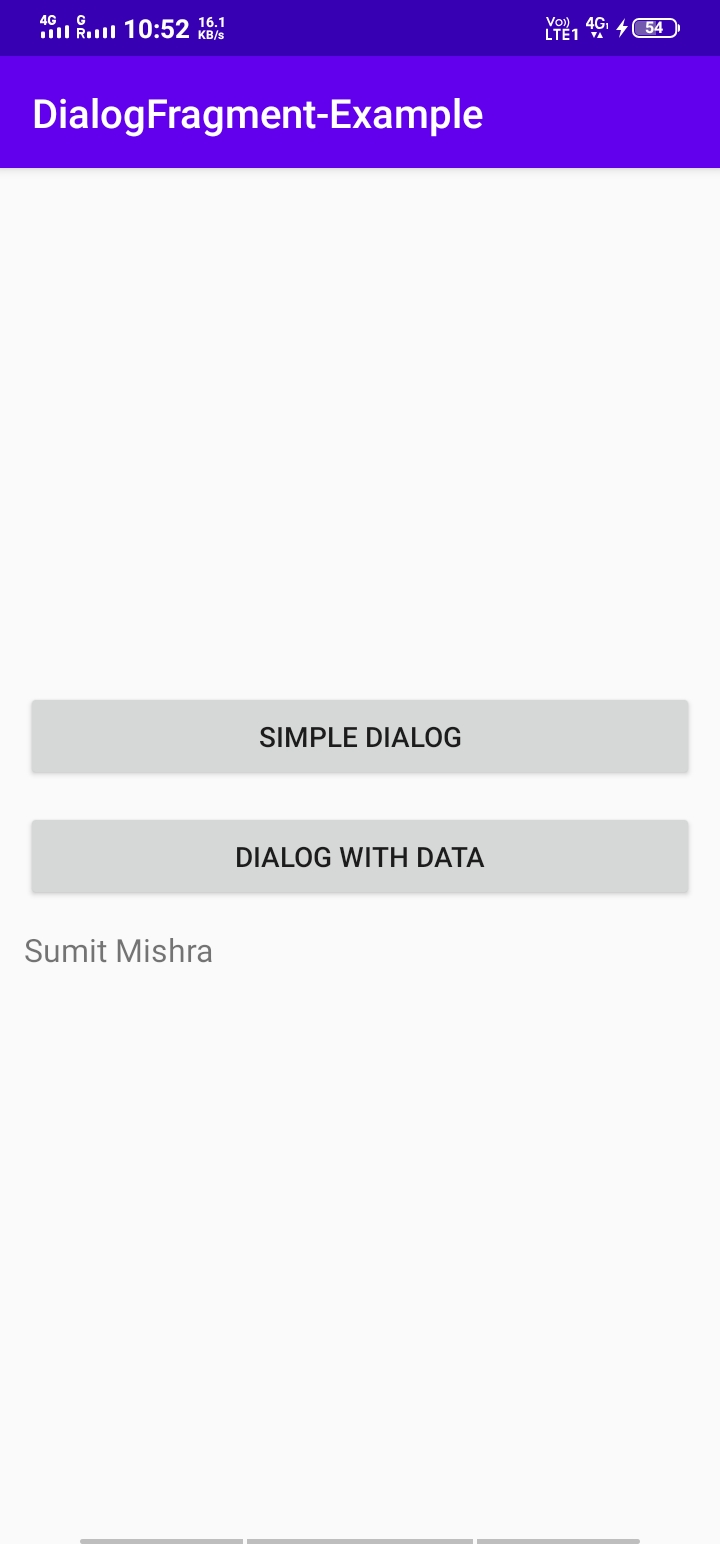 4G G R 10:52 16.1 KB/s Vo)) LTE1 4G 54
DialogFragment-Example
SIMPLE DIALOG
DIALOG WITH DATA
Sumit Mishra